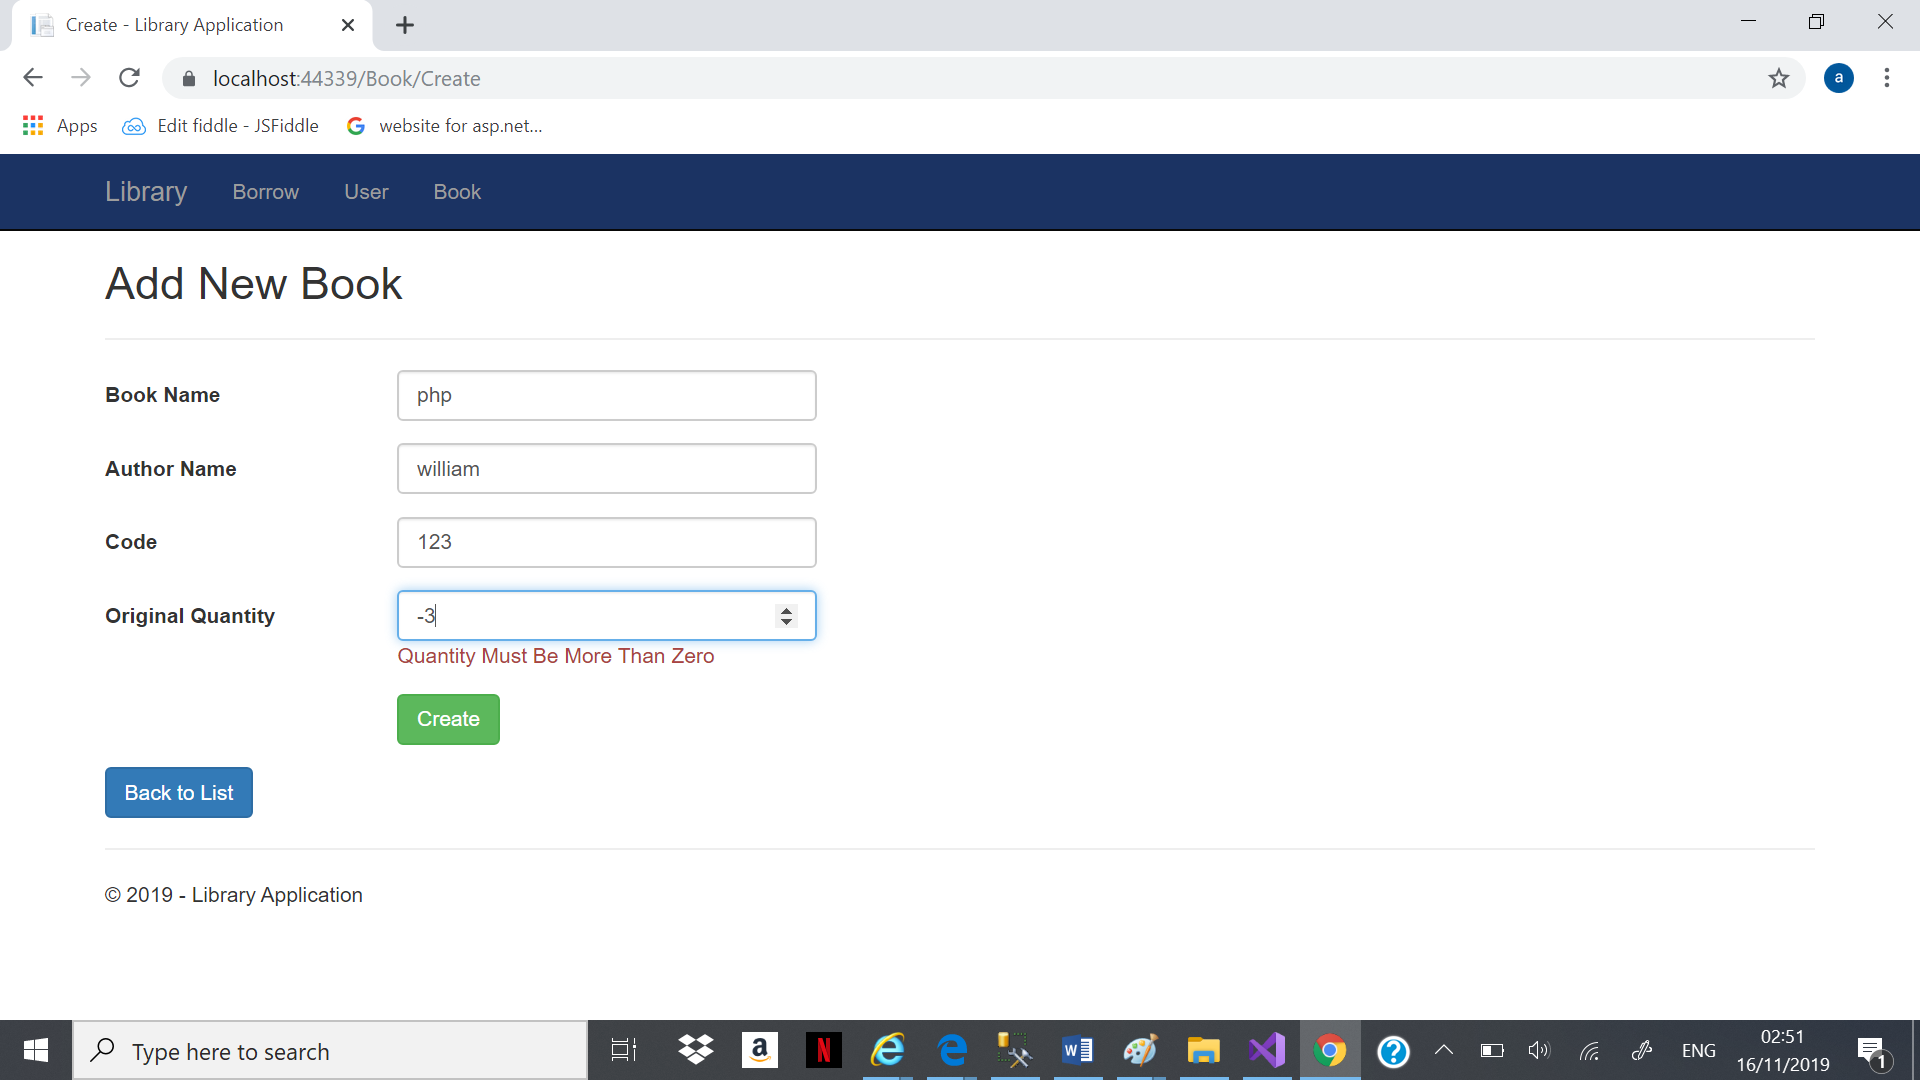 Create - Library Application
localhost:44339/Book/Create
a
Apps Edit fiddle - JSFiddle website for asp.net...
Library Borrow User Book
Add New Book
Book Name php
Author Name william
Code 123
Original Quantity -3
Quantity Must Be More Than Zero
Create
Back to List
© 2019 - Library Application
Type here to search
ENG
02:51
16/11/2019
1